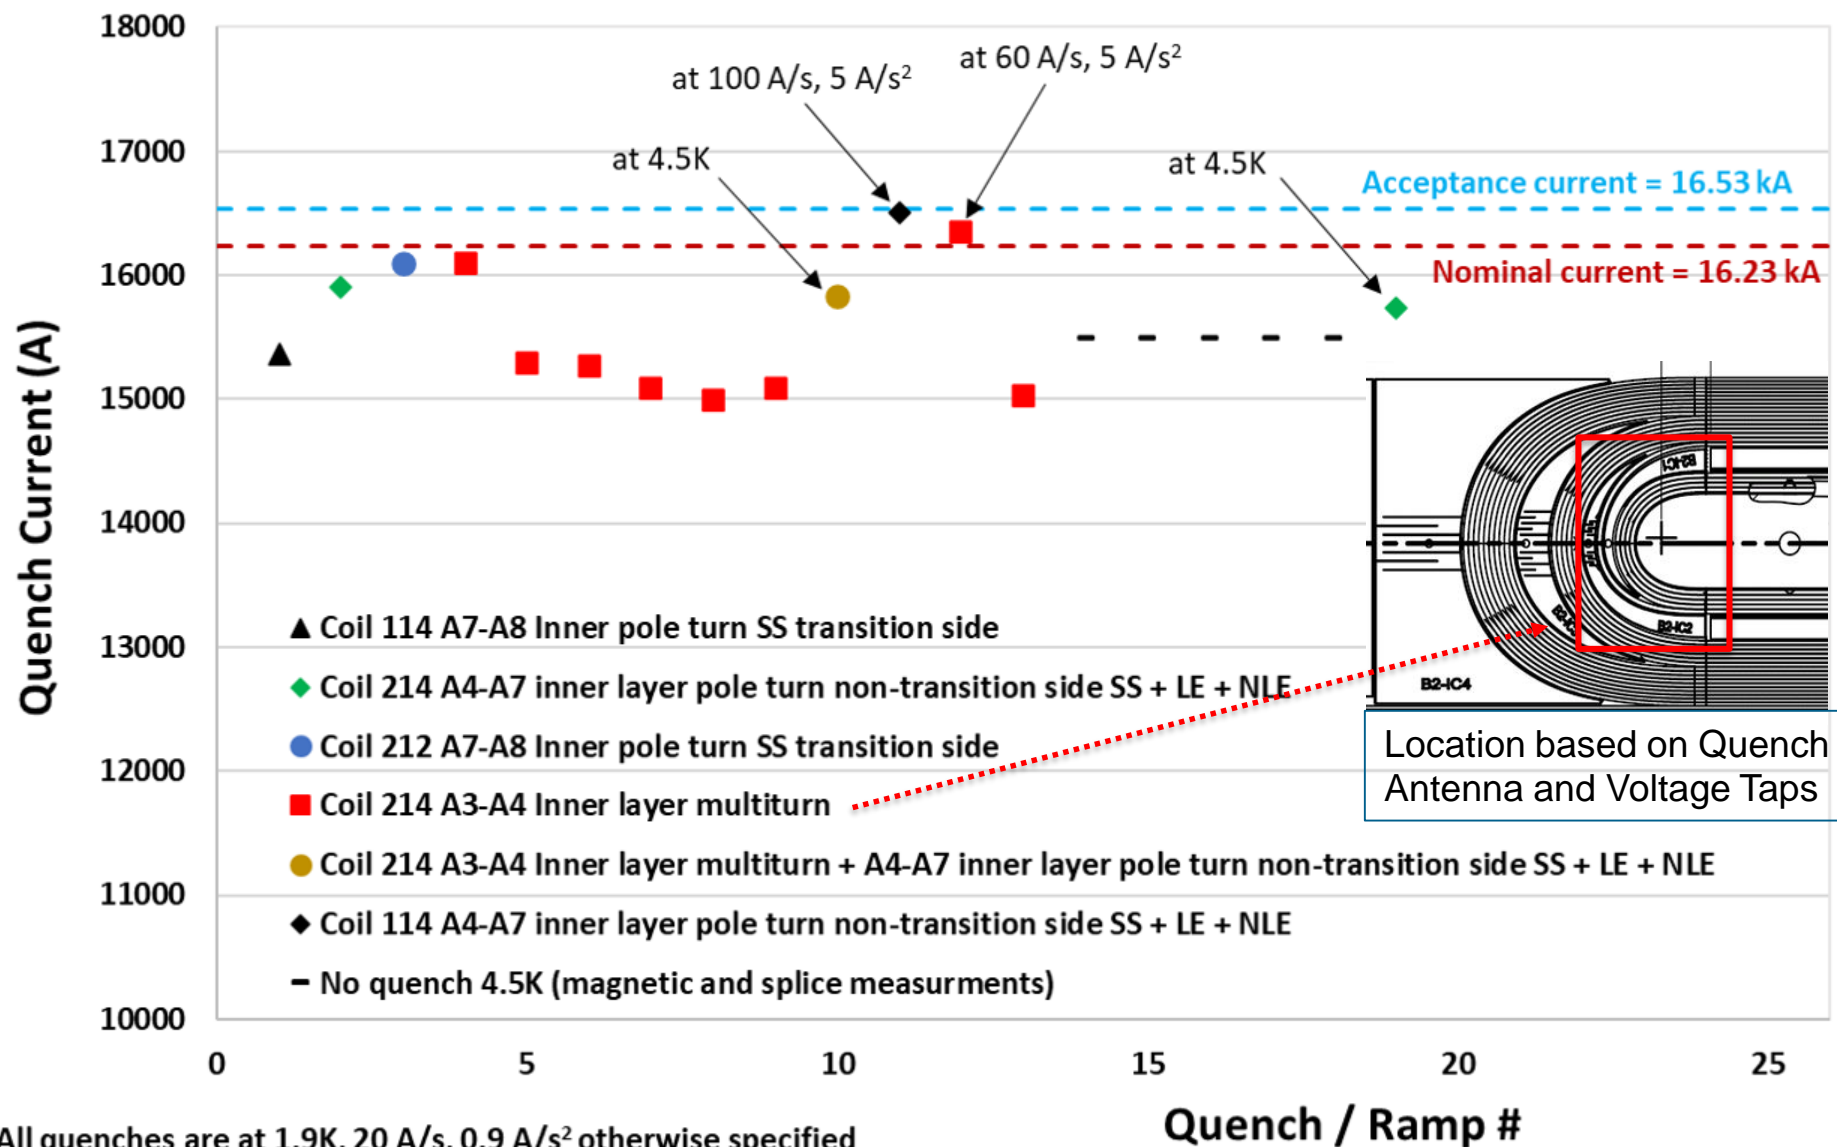 18000
17000
16000
15000
14000
13000
12000
11000
10000
Quench Current (A)
at 100 A/s, 5 A/s²
at 60 A/s, 5 A/s²
at 4.5K
at 4.5K
Acceptance current = 16.53 kA
Nominal current = 16.23 kA
Coil 114 A7-A8 Inner pole turn SS transition side
Coil 214 A4-A7 inner layer pole turn non-transition side SS + LE + NLE
Coil 212 A7-A8 Inner pole turn SS transition side
Coil 214 A3-A4 Inner layer multiturn
Coil 214 A3-A4 Inner layer multiturn + A4-A7 inner layer pole turn non-transition side SS + LE + NLE
Coil 114 A4-A7 inner layer pole turn non-transition side SS + LE + NLE
No quench 4.5K (magnetic and splice measurments)
B2-IC1
B2-IC2
B2-IC4
Location based on Quench
Antenna and Voltage Taps
0 5 10 15 20 25
Quench / Ramp #
All quenches are at 1.9K, 20 A/s, 0.9 A/s² otherwise specified